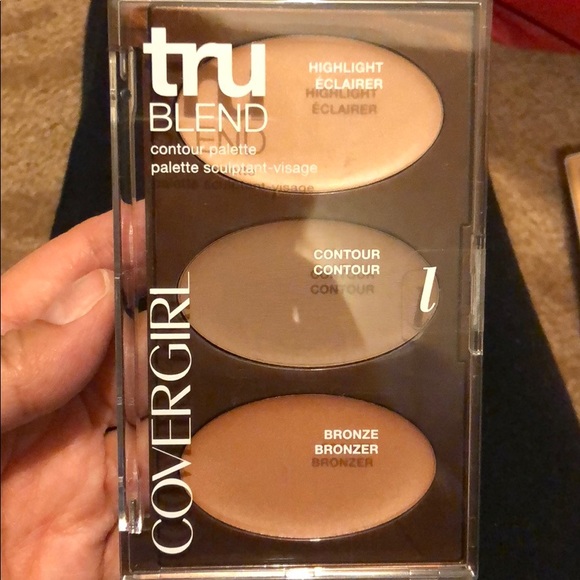 tru
BLEND
contour palette
palette sculptant-visage
HIGHLIGHT
ÉCLAIRER
CONTOUR
CONTOUR
l
BRONZE
BRONZER
COVERGIRL